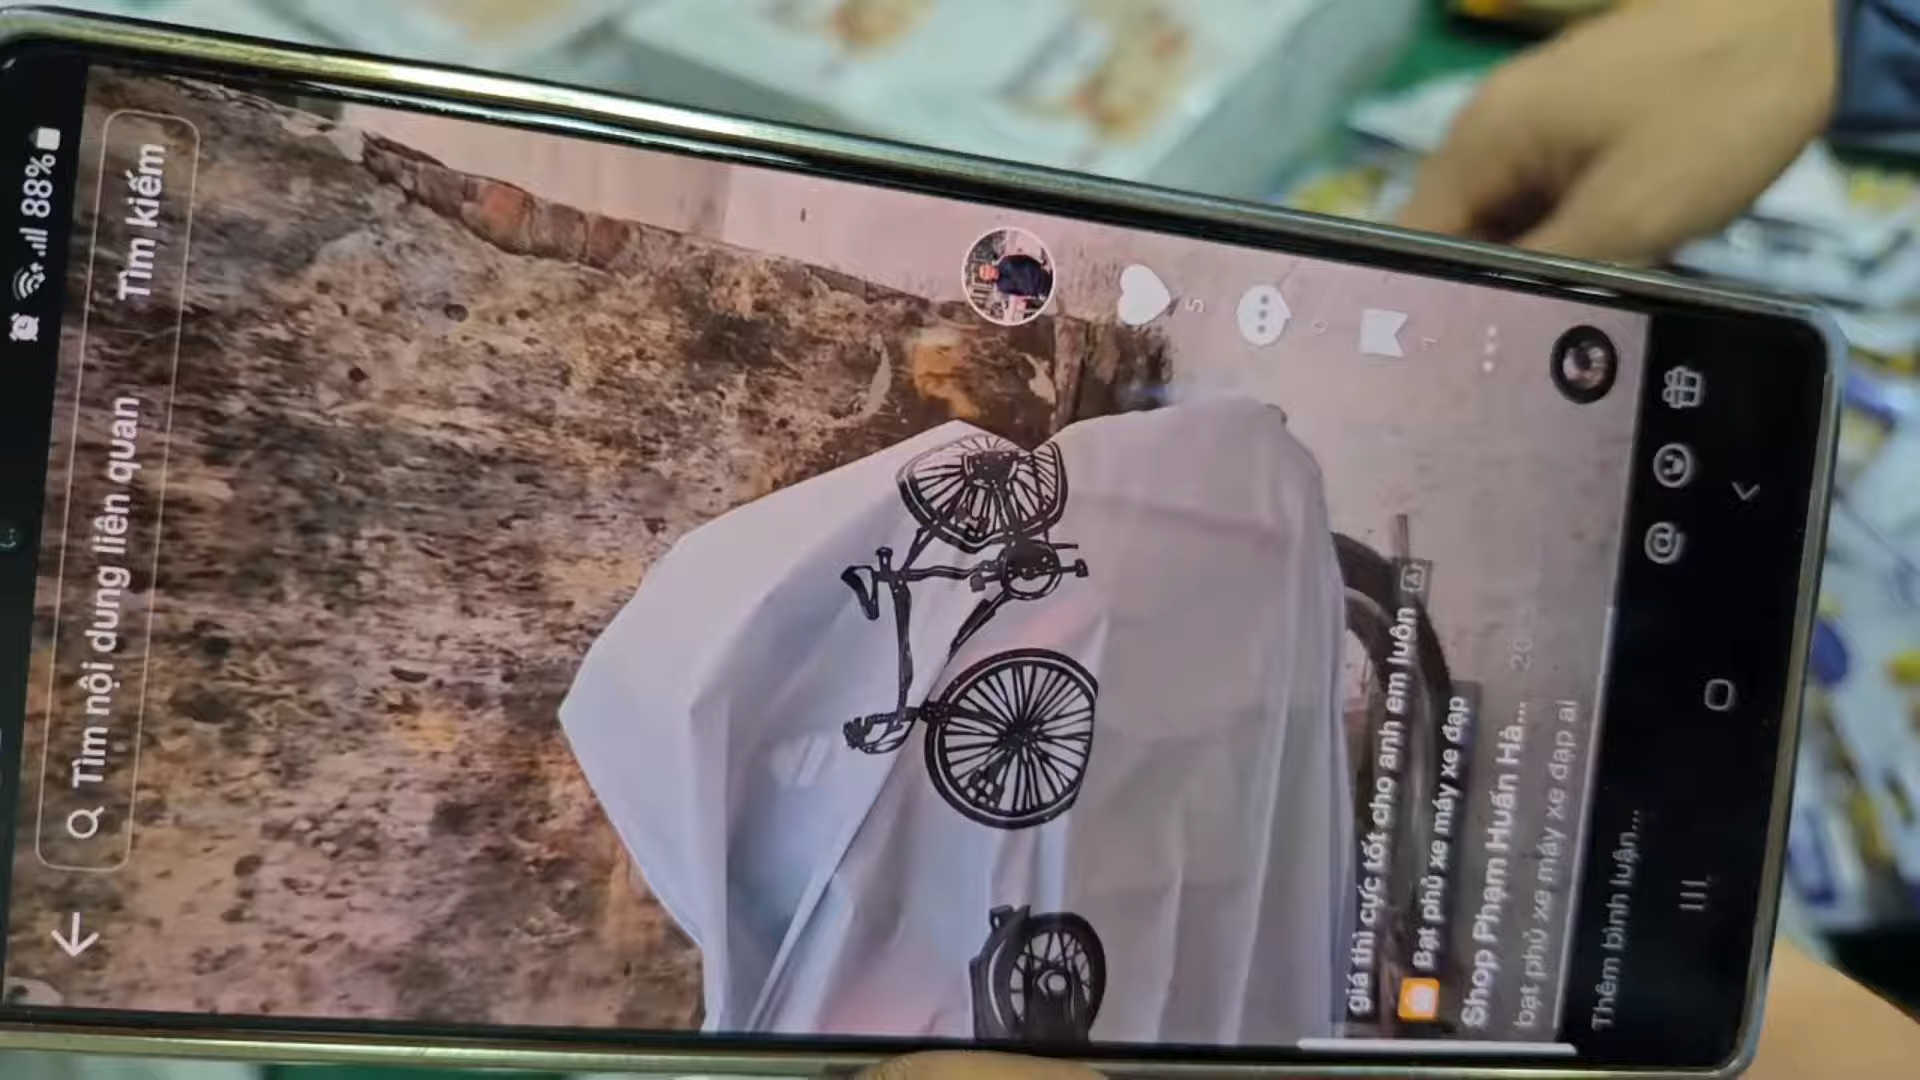 88%
Tìm nội dung liên quan
Tìm kiếm
5
giá thì cực tốt cho anh em luôn
Bạt phủ xe máy xe đạp
Shop Phạm Huấn Hà...
bạt phủ xe máy xe đạp ai
Thêm bình luận...
@